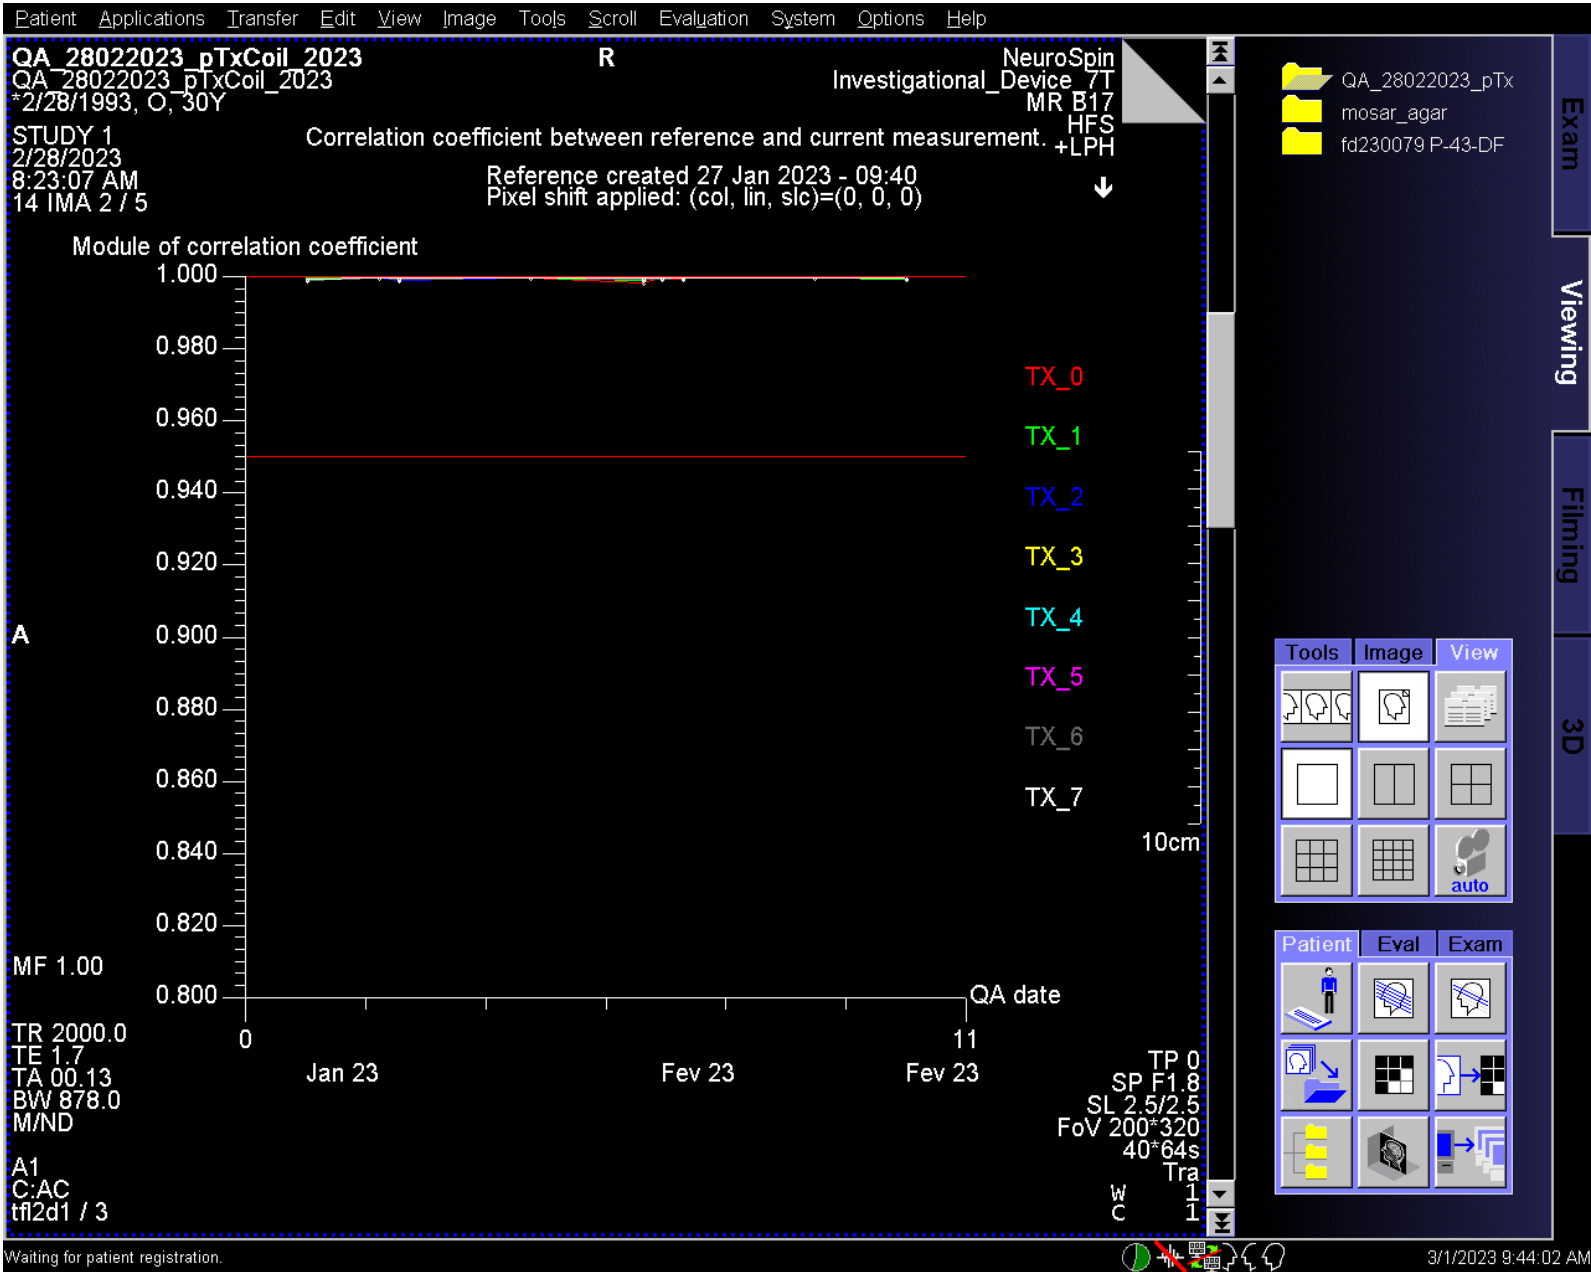 Patient Applications Transfer Edit View Image Tools Scroll Evaluation System Options Help
QA_28022023_pTxCoil_2023
QA_28022023_pTxCoil_2023
*2/28/1993, O, 30Y
STUDY 1
2/28/2023
8:23:07 AM
14 IMA 2 / 5
R
NeuroSpin
Investigational_Device_7T
MR B17
HFS
+LPH
Correlation coefficient between reference and current measurement.
Reference created 27 Jan 2023 - 09:40
Pixel shift applied: (col, lin, slc)=(0, 0, 0)
Module of correlation coefficient
1.000
0.980
0.960
0.940
0.920
0.900
0.880
0.860
0.840
0.820
0.800
A
TX_0
TX_1
TX_2
TX_3
TX_4
TX_5
TX_6
TX_7
10cm
QA date
0
11
Jan 23
Fev 23
Fev 23
MF 1.00
TR 2000.0
TE 1.7
TA 00.13
BW 878.0
M/ND
A1
C:AC
tfl2d1 / 3
TP 0
SP F1.8
SL 2.5/2.5
FoV 200*320
40*64s
Tra
W 1
C 1
QA_28022023_pTx
mosar_agar
fd230079 P-43-DF
Exam
Viewing
Filming
3D
Tools Image View
auto
Patient Eval Exam
Waiting for patient registration.
3/1/2023 9:44:02 AM